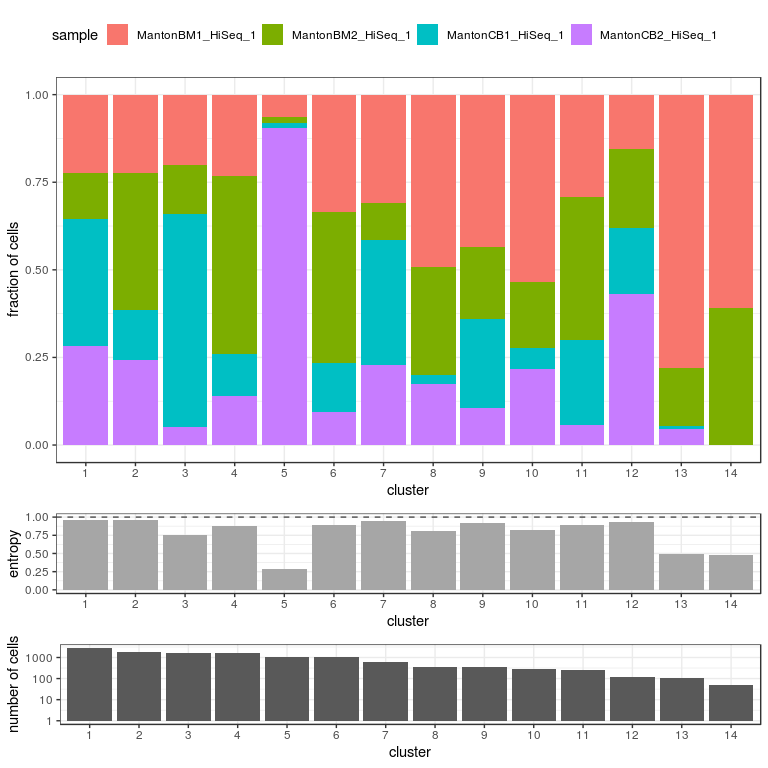 sample MantonBM1_HiSeq_1 MantonBM2_HiSeq_1 MantonCB1_HiSeq_1 MantonCB2_HiSeq_1
fraction of cells
1.00
0.75
0.50
0.25
0.00
1 2 3 4 5 6 7 8 9 10 11 12 13 14
cluster
entropy
1.00
0.75
0.50
0.25
0.00
1 2 3 4 5 6 7 8 9 10 11 12 13 14
cluster
number of cells
1000
100
10
1
1 2 3 4 5 6 7 8 9 10 11 12 13 14
cluster